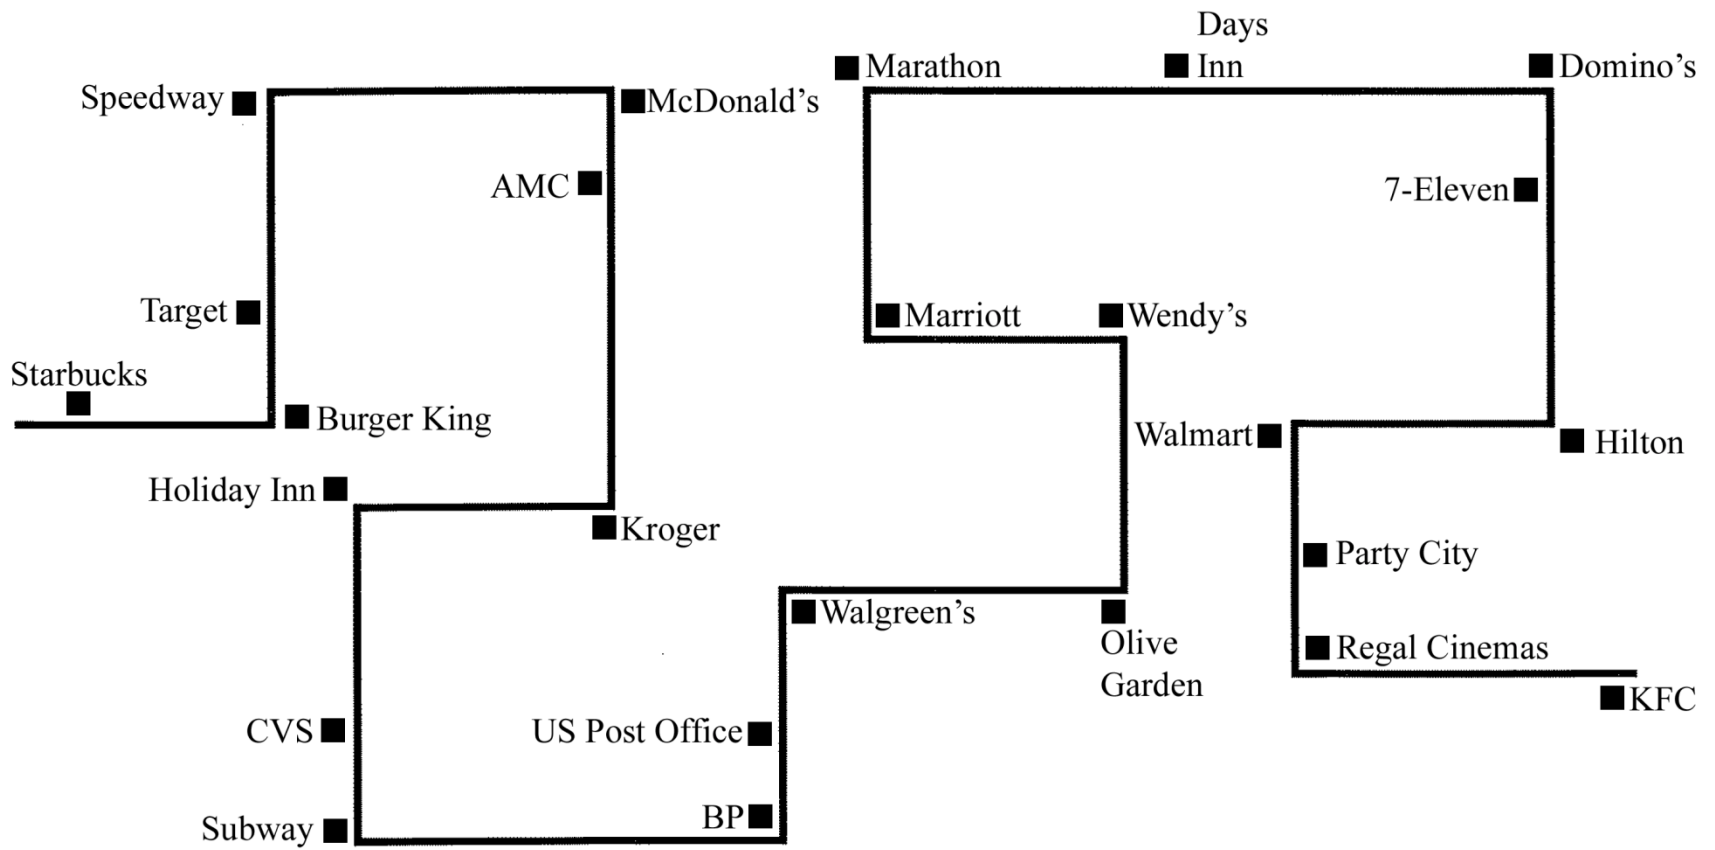 Days
Inn
Marathon
Domino's
Speedway
McDonald's
AMC
7-Eleven
Target
Marriott
Wendy's
Starbucks
Burger King
Walmart
Hilton
Holiday Inn
Kroger
Party City
Walgreen's
Olive
Garden
Regal Cinemas
KFC
CVS
US Post Office
BP
Subway